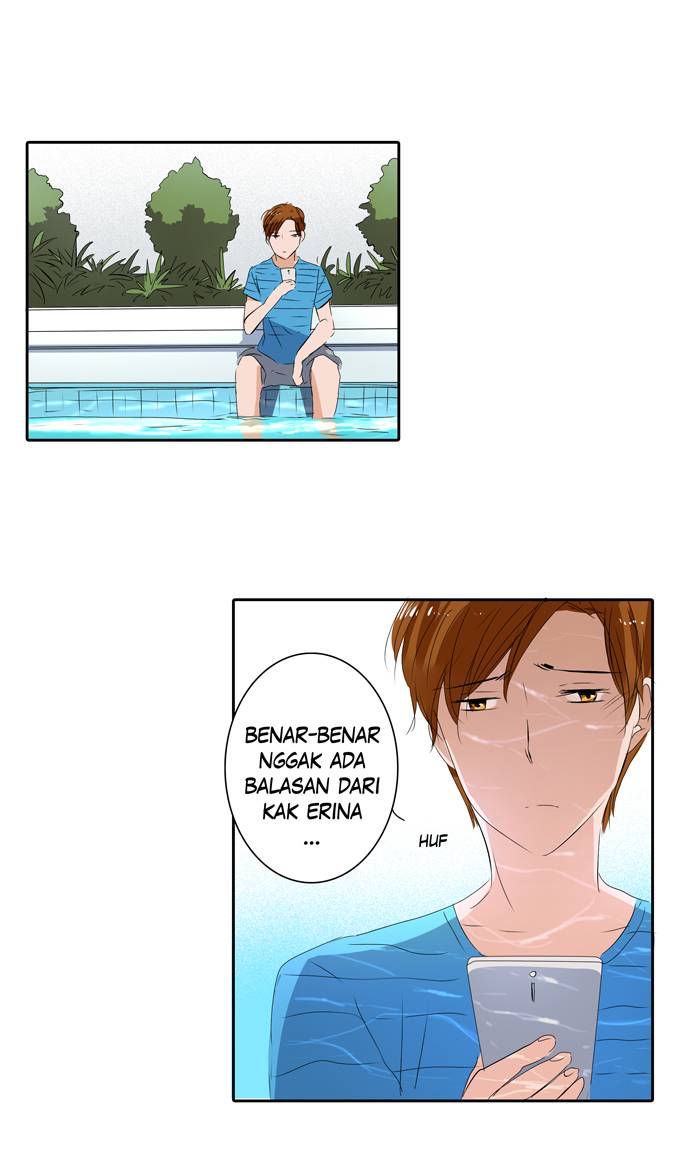 BENAR-BENAR
NGGAK ADA
BALASAN DARI
KAK ERINA
...
HUF